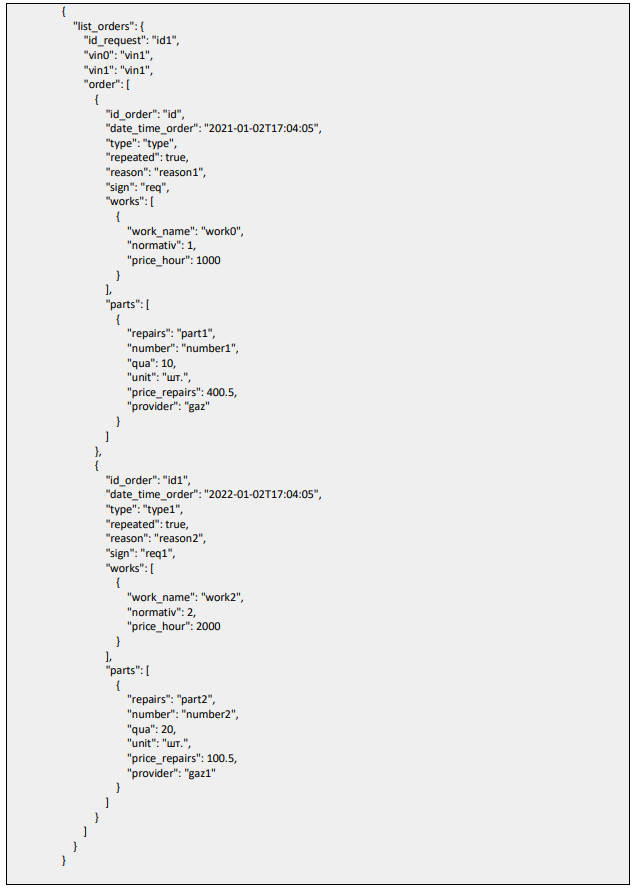 {
"list_orders": {
"id_request": "id1",
"vin0": "vin1",
"vin1": "vin1",
"order": [
{
"id_order": "id",
"date_time_order": "2021-01-02T17:04:05",
"type": "type",
"repeated": true,
"reason": "reason1",
"sign": "req",
"works": [
{
"work_name": "work0",
"normativ": 1,
"price_hour": 1000
}
],
"parts": [
{
"repairs": "part1",
"number": "number1",
"qua": 10,
"unit": "шт.",
"price_repairs": 400.5,
"provider": "gaz"
}
]
},
{
"id_order": "id1",
"date_time_order": "2022-01-02T17:04:05",
"type": "type1",
"repeated": true,
"reason": "reason2",
"sign": "req1",
"works": [
{
"work_name": "work2",
"normativ": 2,
"price_hour": 2000
}
],
"parts": [
{
"repairs": "part2",
"number": "number2",
"qua": 20,
"unit": "шт.",
"price_repairs": 100.5,
"provider": "gaz1"
}
]
}
]
}
}